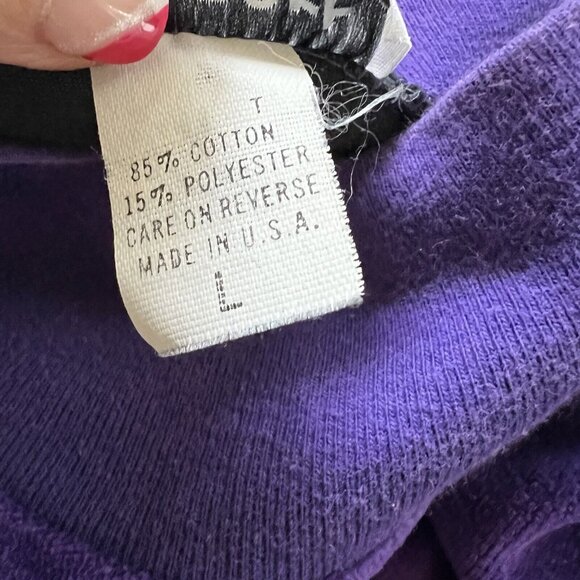 T
85% COTTON
15% POLYESTER
CARE ON REVERSE
MADE IN U.S.A.
L